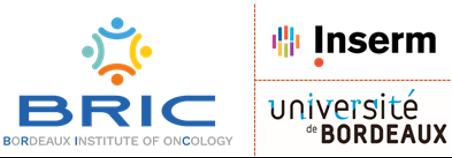 BRIC
BORDEAUX INSTITUTE OF ONCOLOGY
Inserm
université
de BORDEAUX